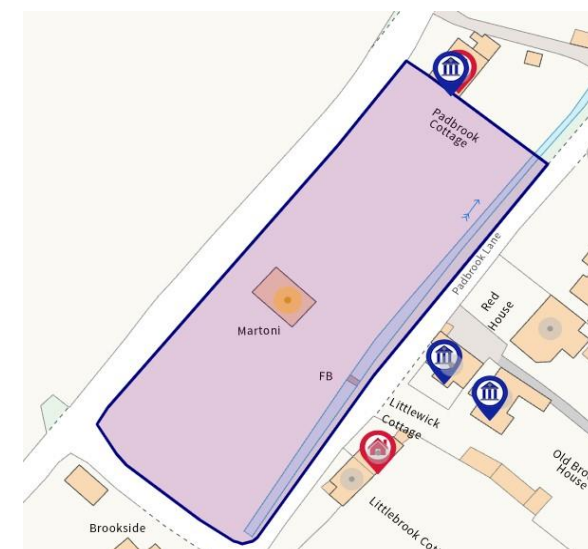 Padbrook
Cottage
Padbrook Lane
Red
House
Martoni
FB
Littlewick
Cottage
Old Bro
House
Brookside
Littlebrook Cot